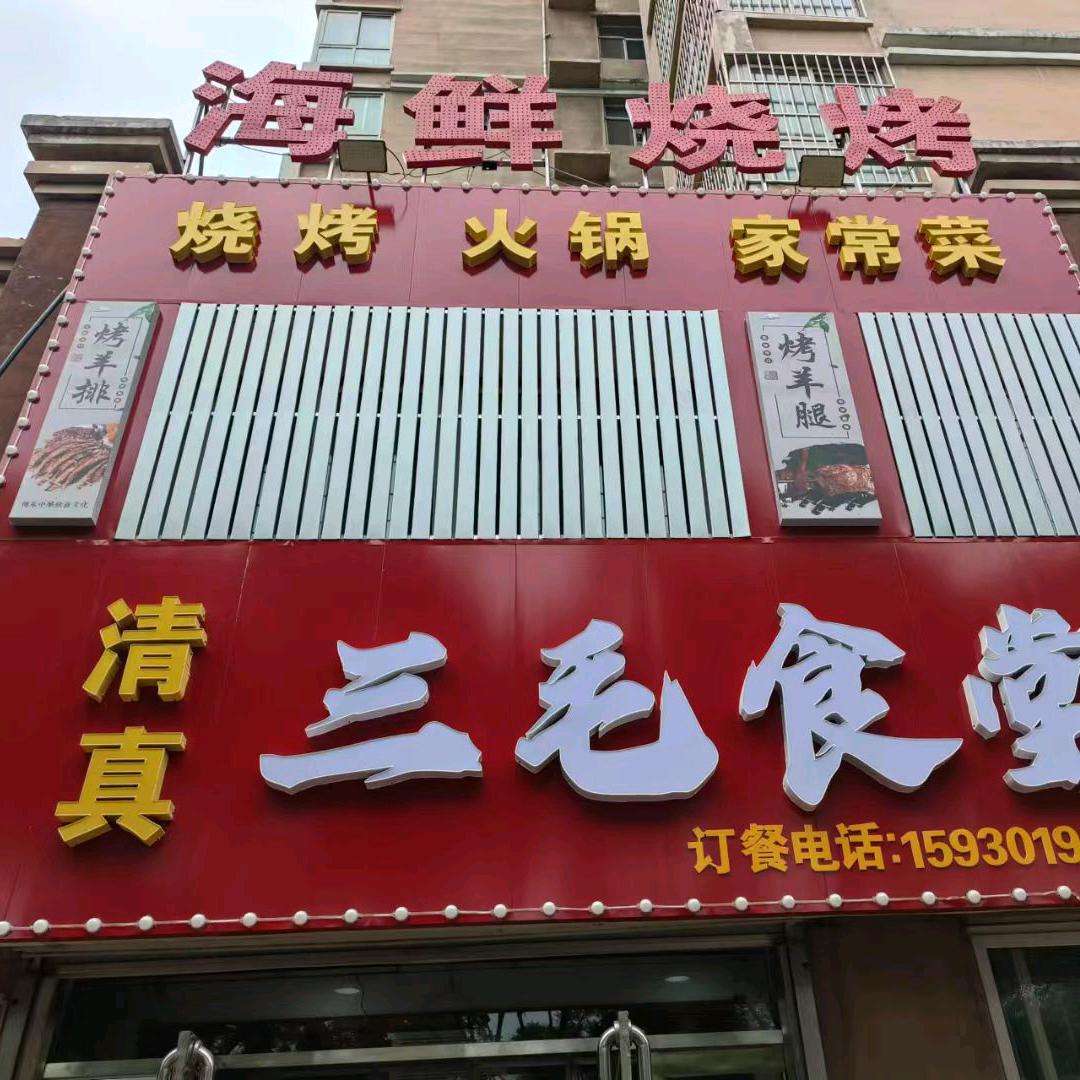 海鲜烧烤
烧烤 火锅 家常菜
烤羊排
烤羊腿
清真
三毛食堂
订餐电话:1593019